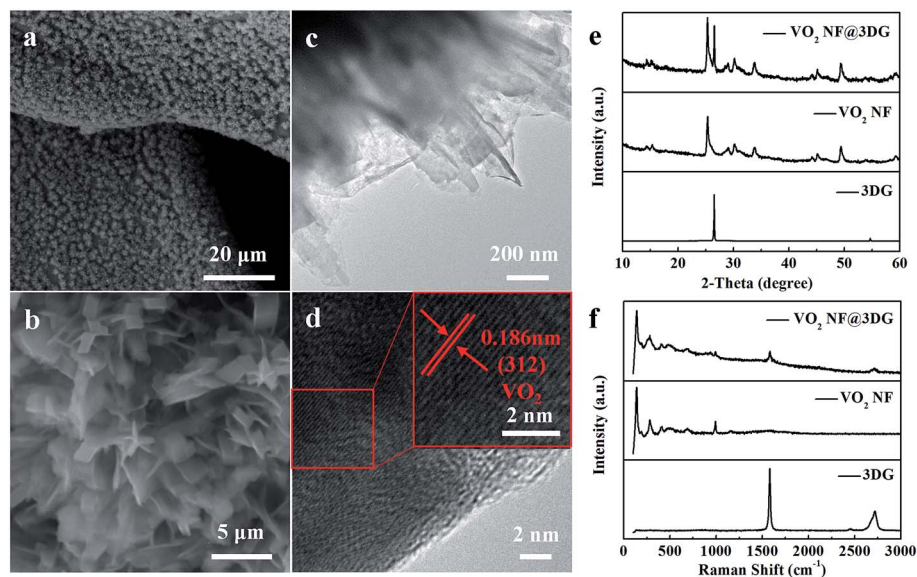 a
20 μm
b
5 μm
c
200 nm
d
0.186nm
(312)
VO2
2 nm
2 nm
e
VO2 NF@3DG
VO2 NF
3DG
Intensity (a.u.)
10 20 30 40 50 60
2-Theta (degree)
f
VO2 NF@3DG
VO2 NF
3DG
Intensity (a.u.)
0 500 1000 1500 2000 2500 3000
Raman Shift (cm-1)